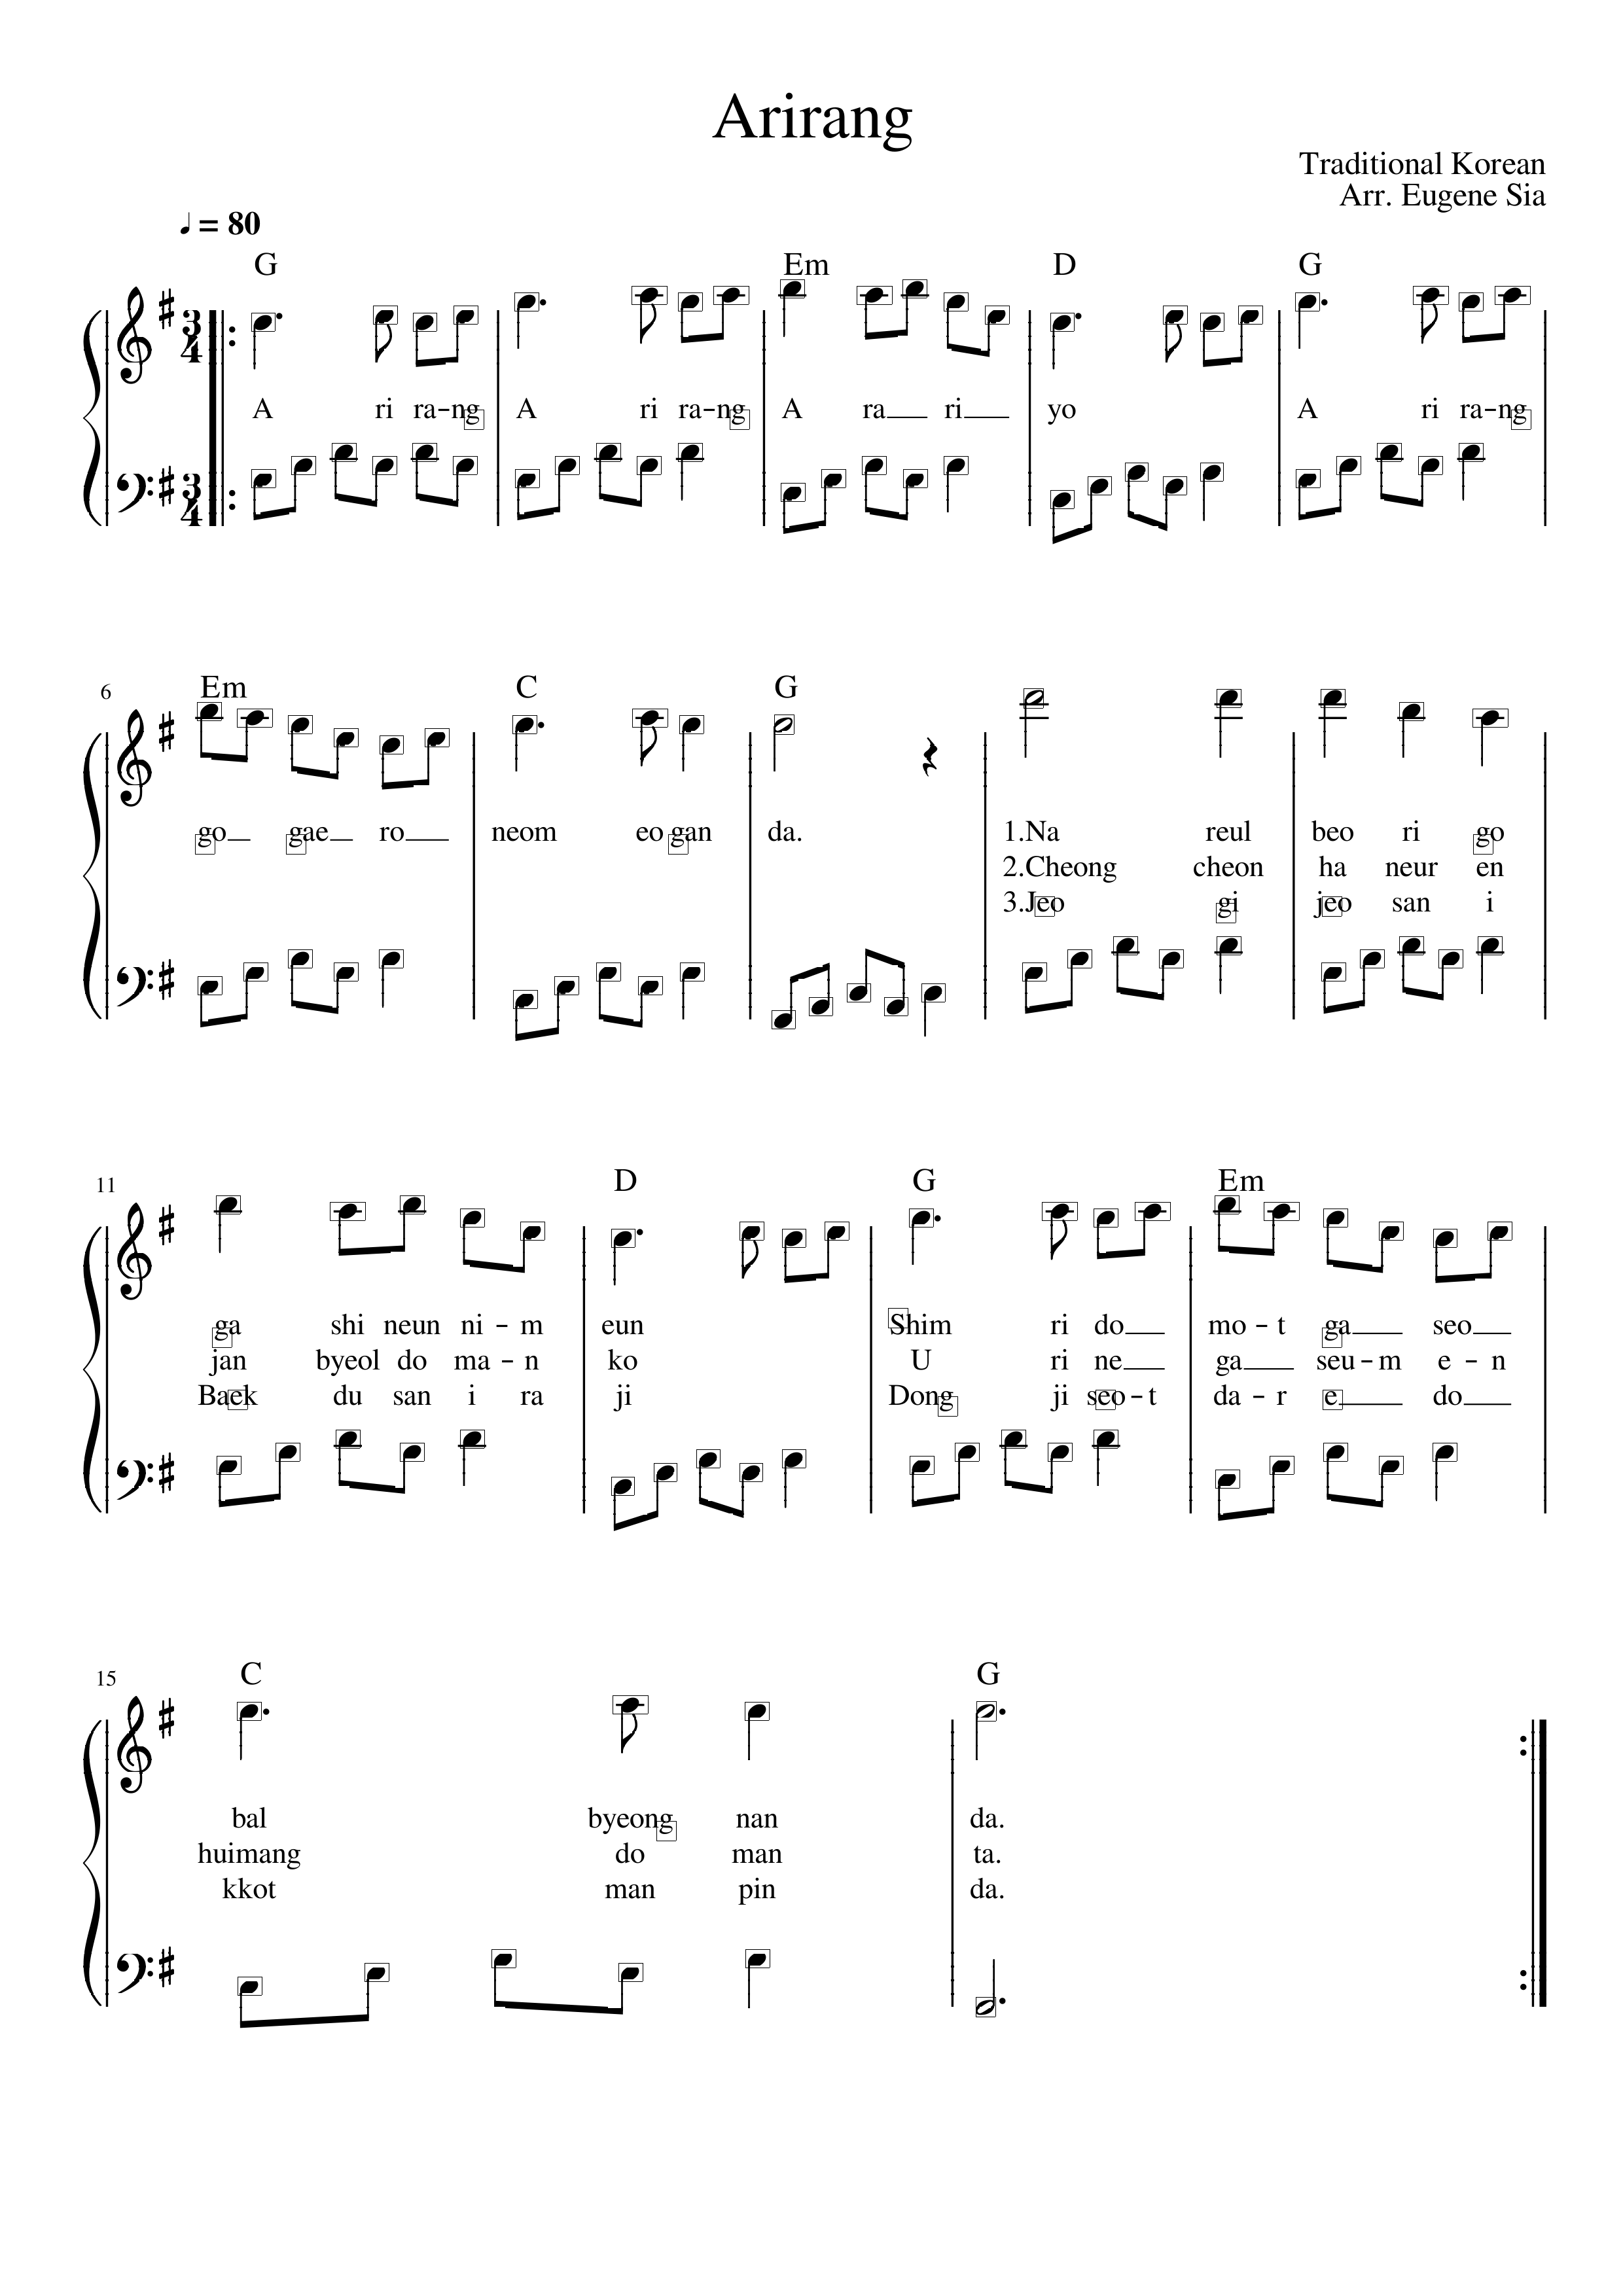 Arirang
Traditional Korean
Arr. Eugene Sia
♩ = 80
G Em D G
3 4
A ri ra-ng A ri ra-ng A ra ri yo A ri ra-ng
3 4
6
Em C G
go gae ro neom eo gan da. 1.Na reul beo ri go
2.Cheong cheon ha neur en
3.Jeo gi jeo san i
11
D G Em
ga shi neun ni-m eun Shim ri do mo-t ga seo
jan byeol do ma-n ko U ri ne ga seu-m e-n
Baek du san i ra ji Dong ji seo-t da-r e do
15
C G
bal byeong nan da.
huimang do man ta.
kkot man pin da.